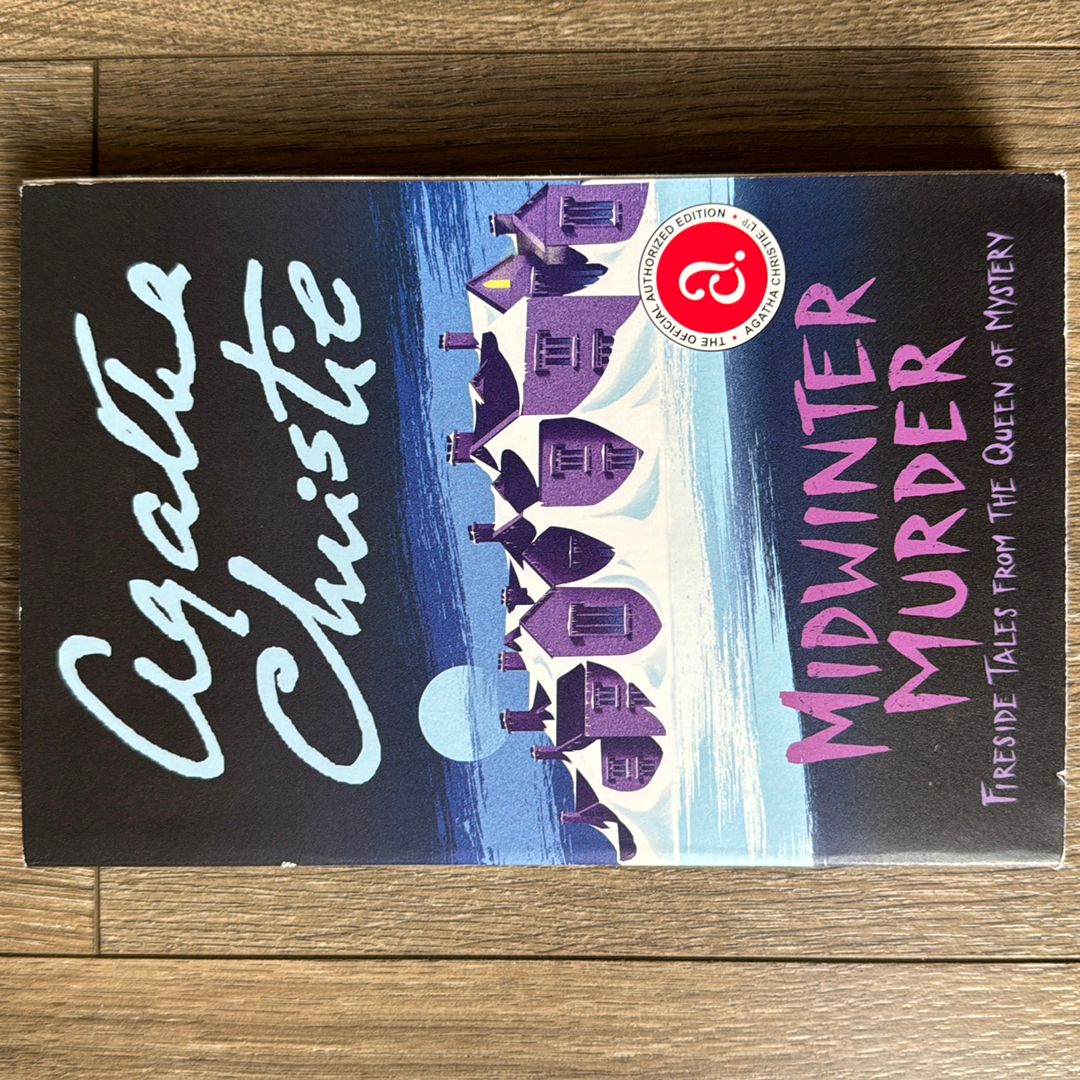 Agatha
Christie
THE OFFICIAL AUTHORIZED EDITION • AGATHA CHRISTIE LTD •
a.
MIDWINTER
MURDER
FIRESIDE TALES FROM THE QUEEN OF MYSTERY